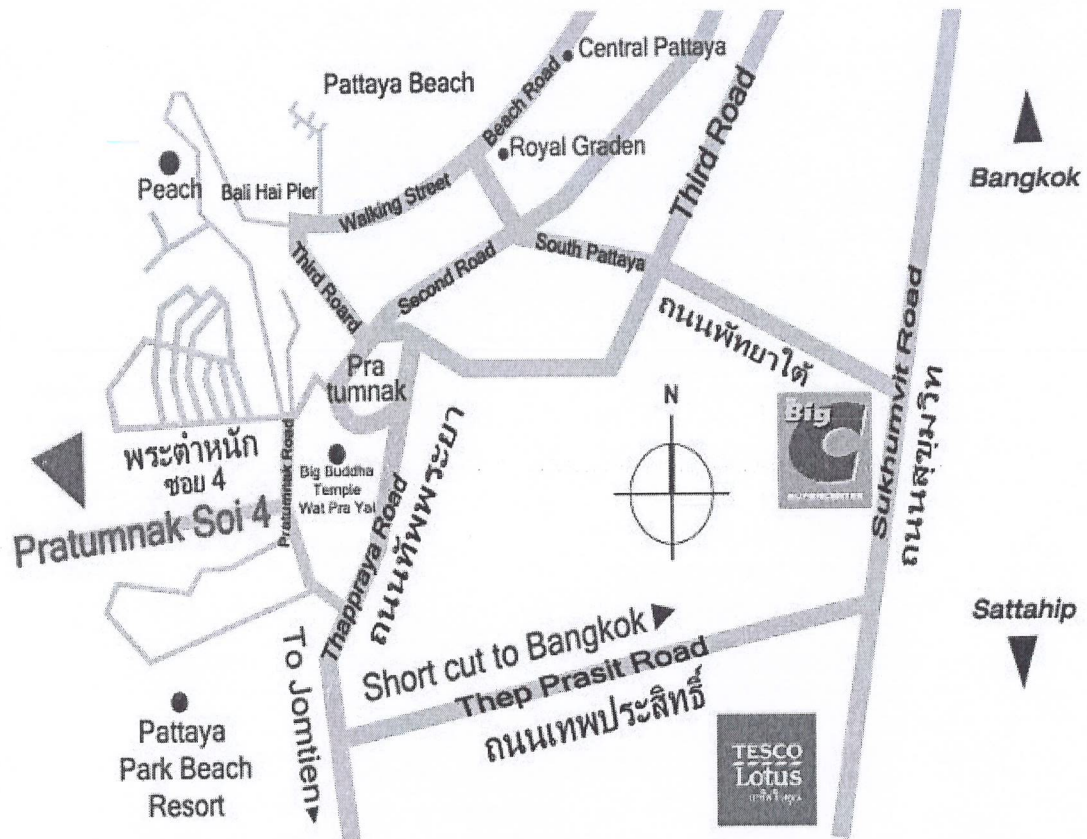 Central Pattaya
Pattaya Beach
Beach Road
Royal Graden
Third Road
Bangkok
Peach
Bali Hai Pier
Walking Street
Third Roard
Second Road
South Pattaya
ถนนพัทยาใต้
Sukhumvit Road
ถนนสุขุมวิท
Pra
tumnak
N
Big
C
SUPERCENTER
พระตำหนัก
ซอย 4
Pratumnak Soi 4
Pratumnak Road
Big Buddha
Temple
Wat Pra Yai
Thappraya Road
ถนนทัพพระยา
Sattahip
Short cut to Bangkok
Thep Prasit Road
ถนนเทพประสิทธิ์
To Jomtien
Pattaya
Park Beach
Resort
TESCO
Lotus